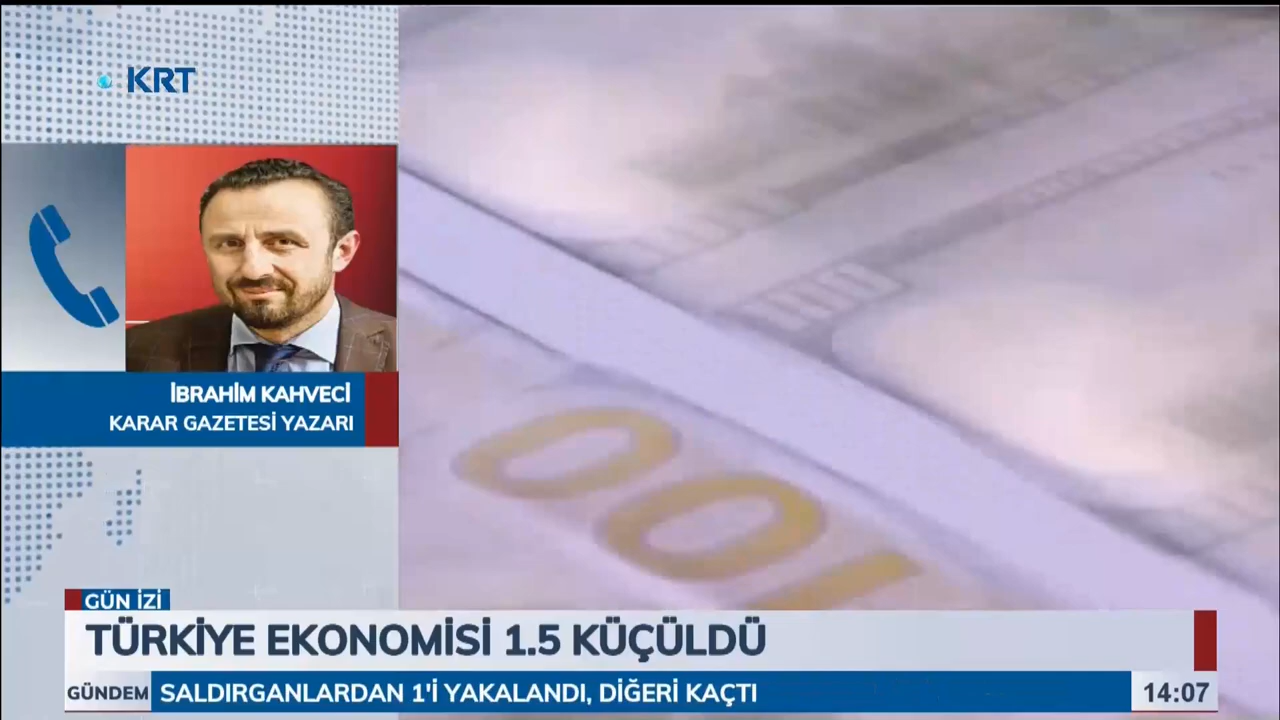 KRT
İBRAHİM KAHVECİ
KARAR GAZETESİ YAZARI
100
GÜN İZİ
TÜRKİYE EKONOMİSİ 1.5 KÜÇÜLDÜ
GÜNDEM SALDIRGANLARDAN 1'İ YAKALANDI, DİĞERİ KAÇTI 14:07